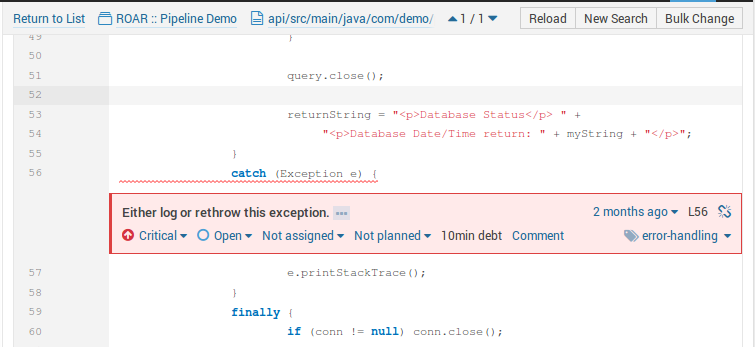 Return to List ROAR :: Pipeline Demo api/src/main/java/com/demo/ 1 / 1 Reload New Search Bulk Change
49 }
50
51 query.close();
52
53 returnString = "<p>Database Status</p> " +
54 "<p>Database Date/Time return: " + myString + "</p>";
55 }
56 catch (Exception e) {
Either log or rethrow this exception. ... 2 months ago L56
Critical Open Not assigned Not planned 10min debt Comment error-handling
57 e.printStackTrace();
58 }
59 finally {
60 if (conn != null) conn.close();